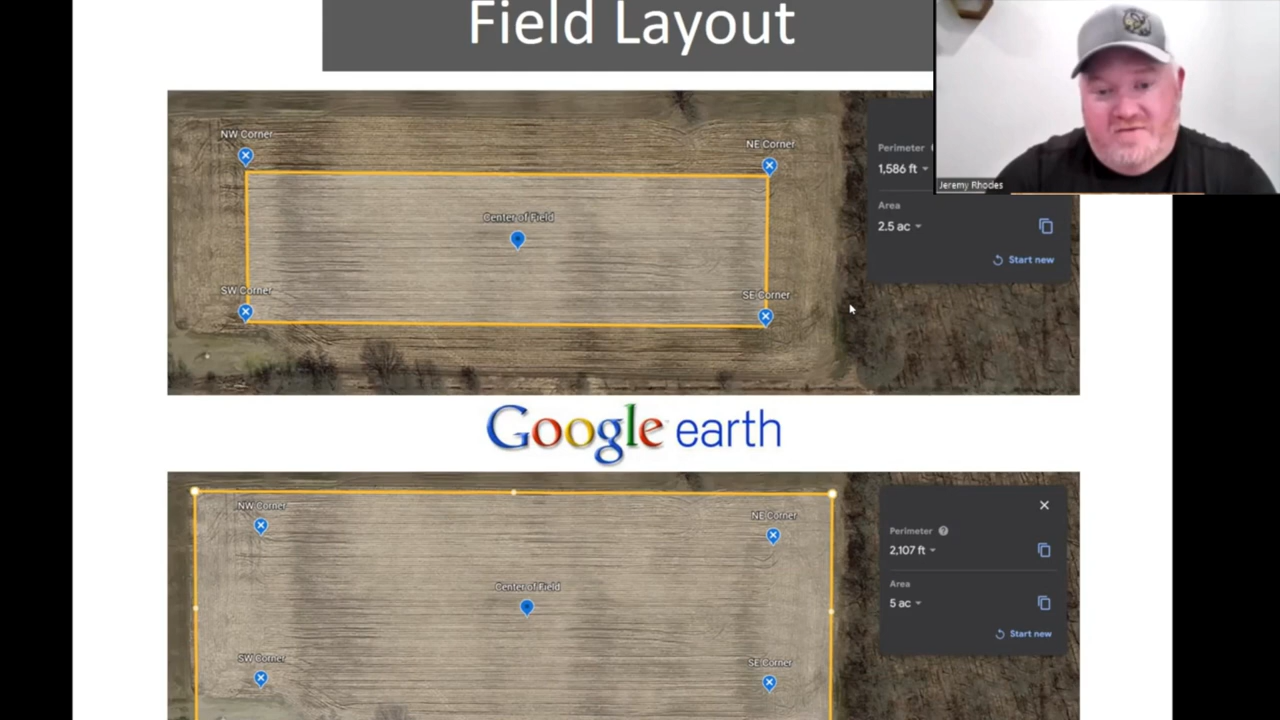 Field Layout
NW Corner
NE Corner
Center of Field
SW Corner
SE Corner
Perimeter
1,586 ft
Area
2.5 ac
Start new
Jeremy Rhodes
Google earth
NW Corner
NE Corner
Center of Field
SW Corner
SE Corner
Perimeter
2,107 ft
Area
5 ac
Start new